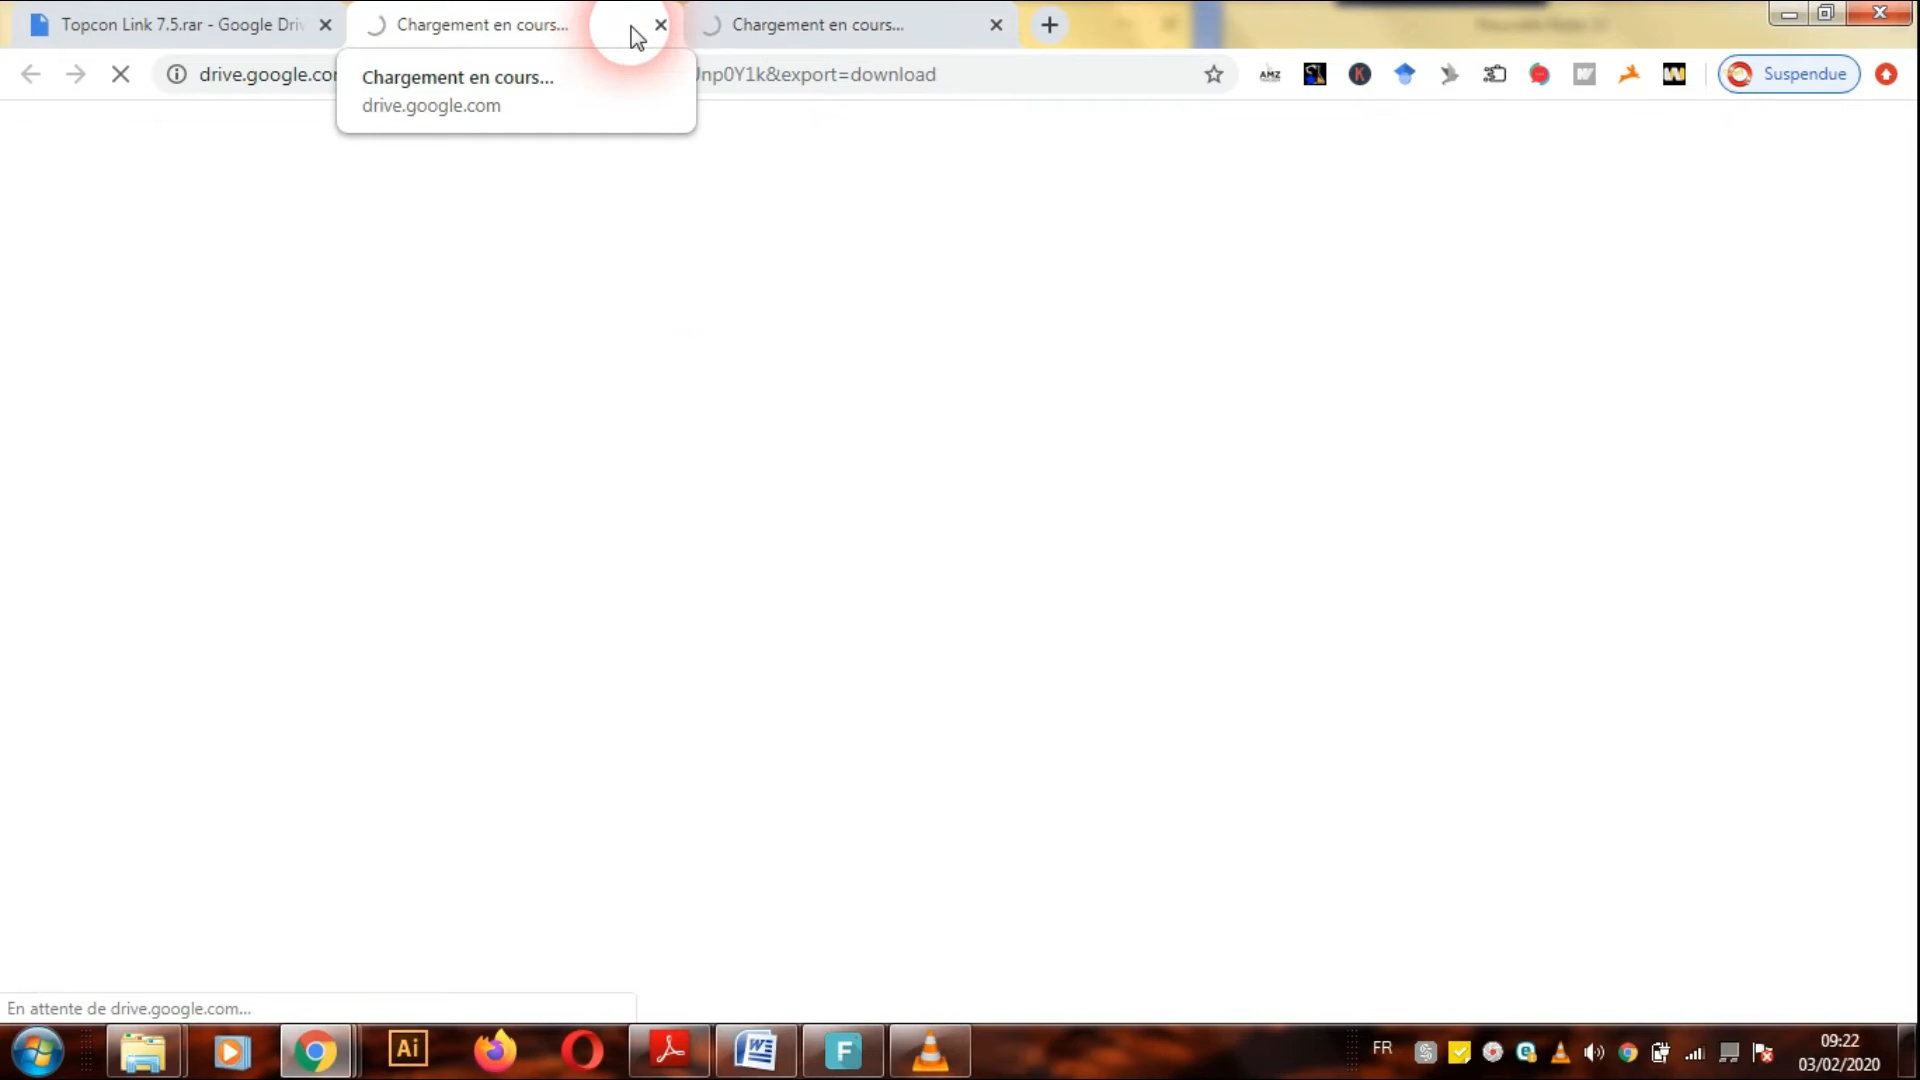 Topcon Link 7.5.rar - Google Driv
Chargement en cours...
Chargement en cours...
drive.google.com
Jnp0Y1k&export=download
AMZ
Suspendue
Chargement en cours...
drive.google.com
En attente de drive.google.com...
Ai
FR
09:22
03/02/2020